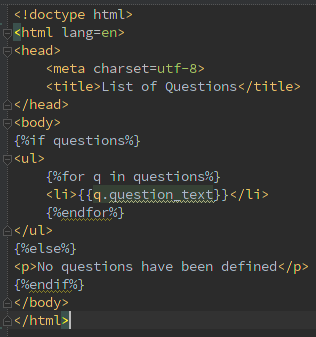 <!doctype html>
<html lang=en>
<head>
<meta charset=utf-8>
<title>List of Questions</title>
</head>
<body>
{%if questions%}
<ul>
{%for q in questions%}
<li>{{q.question_text}}</li>
{%endfor%}
</ul>
{%else%}
<p>No questions have been defined</p>
{%endif%}
</body>
</html>